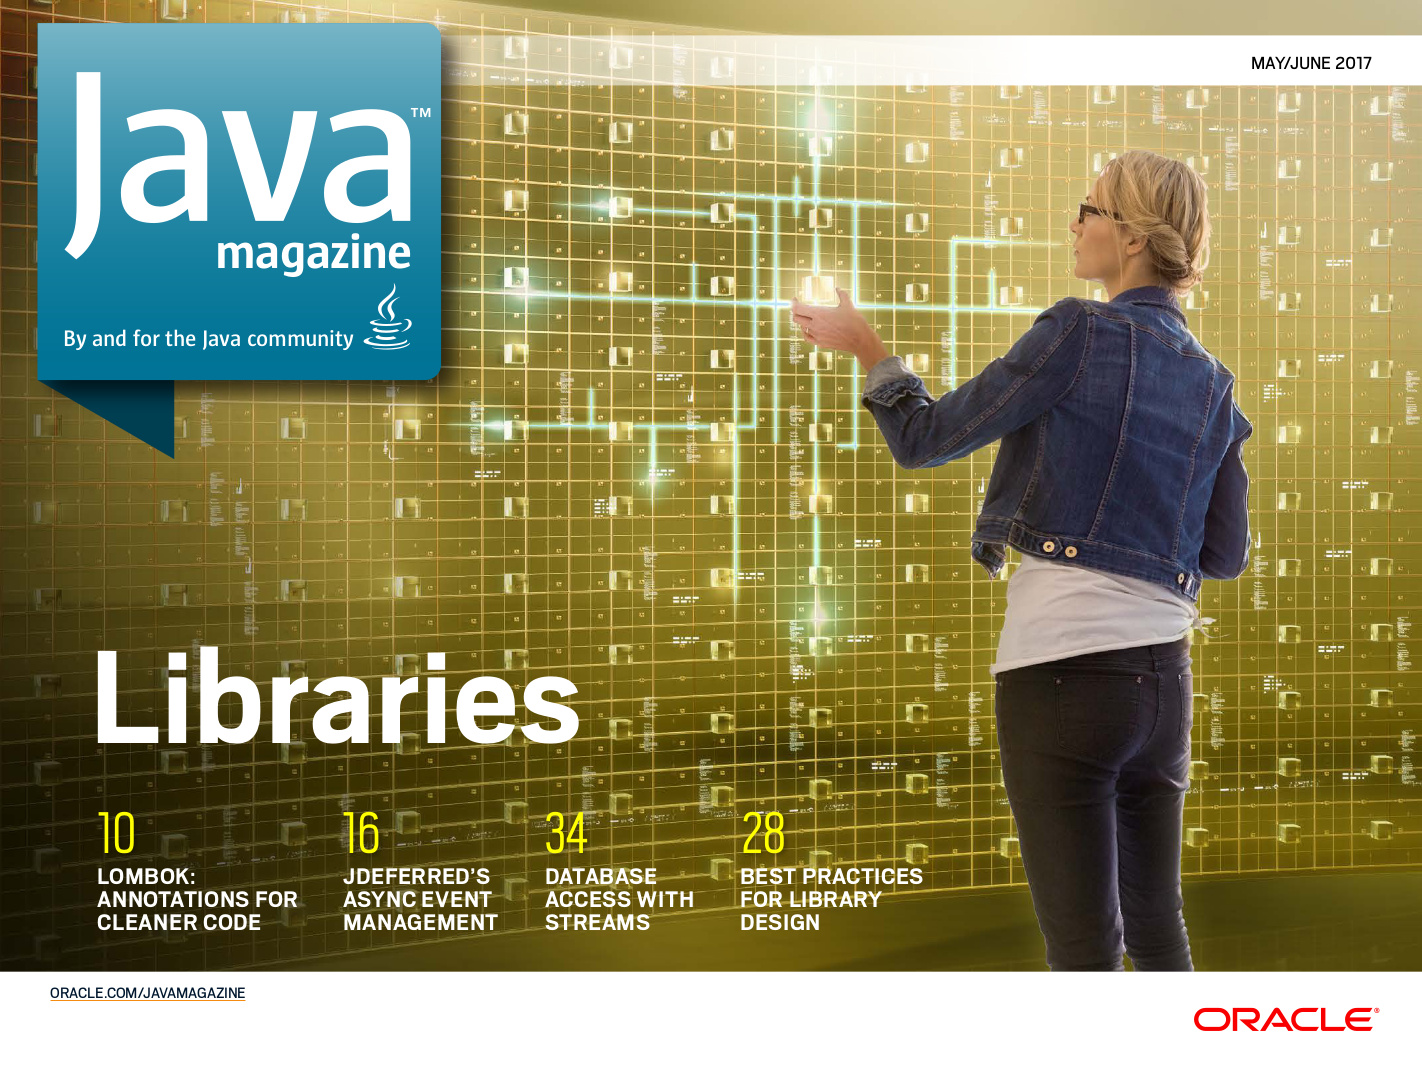 MAY/JUNE 2017
Java™
magazine
By and for the Java community
Libraries
10
LOMBOK:
ANNOTATIONS FOR
CLEANER CODE
16
JDEFERRED’S
ASYNC EVENT
MANAGEMENT
34
DATABASE
ACCESS WITH
STREAMS
28
BEST PRACTICES
FOR LIBRARY
DESIGN
ORACLE.COM/JAVAMAGAZINE
ORACLE®